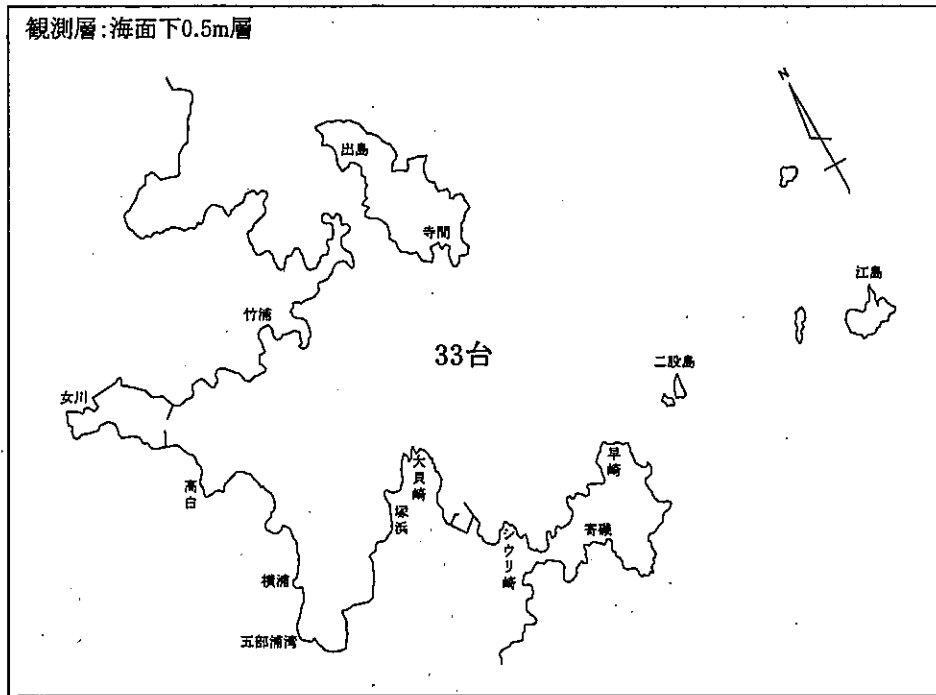 観測層:海面下0.5m層
N
出島
寺間
江島
竹浦
33台
二股島
女川
高白
大貝崎
早崎
塚浜
寄磯
シウリ崎
横浦
五部浦湾